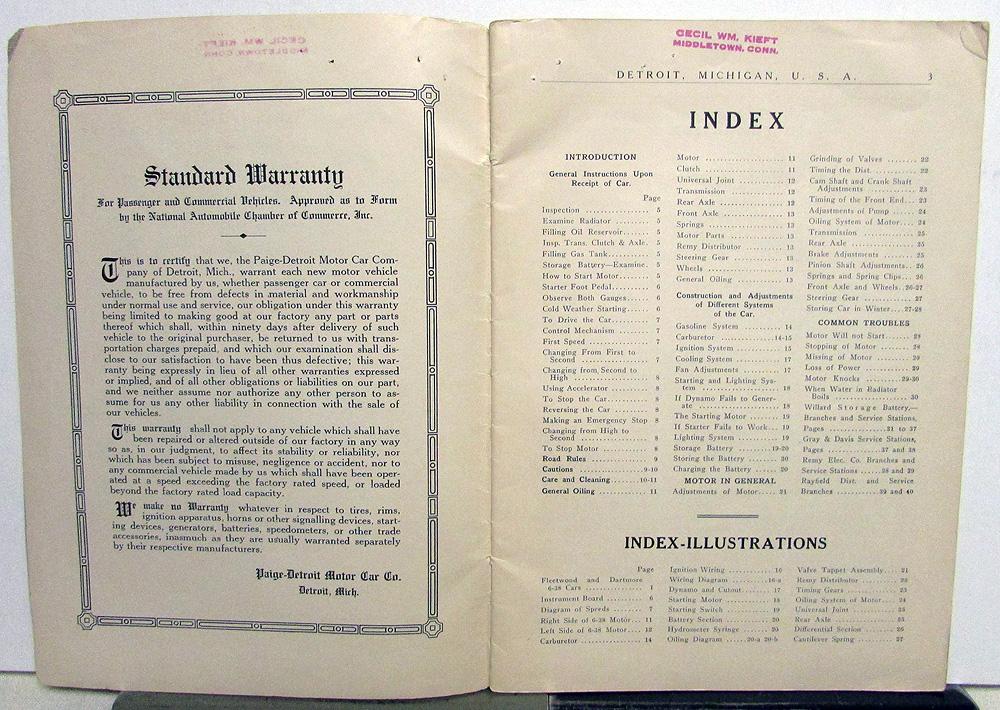 CECIL WM. KIEFT
MIDDLETOWN, CONN.
Standard Warranty
For Passenger and Commercial Vehicles. Approved as to Form
by the National Automobile Chamber of Commerce, Inc.
This is to certify that we, the Paige-Detroit Motor Car Com-
pany of Detroit, Mich., warrant each new motor vehicle
manufactured by us, whether passenger car or commercial
vehicle, to be free from defects in material and workmanship
under normal use and service, our obligation under this warranty
being limited to making good at our factory any part or parts
thereof which shall, within ninety days after delivery of such
vehicle to the original purchaser, be returned to us with trans-
portation charges prepaid, and which our examination shall dis-
close to our satisfaction to have been thus defective; this war-
ranty being expressly in lieu of all other warranties expressed
or implied, and of all other obligations or liabilities on our part,
and we neither assume nor authorize any other person to as-
sume for us any other liability in connection with the sale of
our vehicles.
This warranty shall not apply to any vehicle which shall have
been repaired or altered outside of our factory in any way
so as, in our judgment, to affect its stability or reliability, nor
which has been subject to misuse, negligence or accident, nor to
any commercial vehicle made by us which shall have been oper-
ated at a speed exceeding the factory rated speed, or loaded
beyond the factory rated load capacity.
We make no Warranty whatever in respect to tires, rims,
ignition apparatus, horns or other signalling devices, start-
ing devices, generators, batteries, speedometers, or other trade
accessories, inasmuch as they are usually warranted separately
by their respective manufacturers.
Paige-Detroit Motor Car Co.
Detroit, Mich.
CECIL WM. KIEFT
MIDDLETOWN, CONN.
DETROIT, MICHIGAN, U. S. A. 3
INDEX
INTRODUCTION
General Instructions Upon
Receipt of Car.
Page
Inspection 5
Examine Radiator 5
Filling Oil Reservoir 5
Insp. Trans. Clutch & Axle. 5
Filling Gas Tank 5
Storage Battery—Examine. 5
How to Start Motor 5
Starter Foot Pedal 6
Observe Both Gauges 6
Cold Weather Starting 6
To Drive the Car 7
Control Mechanism 7
First Speed 7
Changing From First to
Second 7
Changing from Second to
High 8
Using Accelerator 8
To Stop the Car 8
Reversing the Car 8
Making an Emergency Stop 8
Changing from High to
Second 8
To Stop Motor 8
Road Rules 9
Cautions 9-10
Care and Cleaning 10-11
General Oiling 11
Motor 11
Clutch 11
Universal Joint 12
Transmission 12
Rear Axle 12
Front Axle 13
Springs 13
Motor Parts 13
Remy Distributor 13
Steering Gear 13
Wheels 13
General Oiling 13
Construction and Adjustments
of Different Systems
of the Car.
Gasoline System 14
Carburetor 14-15
Ignition System 15
Cooling System 17
Fan Adjustments 17
Starting and Lighting Sys-
tem 18
If Dynamo Fails to Gener-
ate 18
The Starting Motor 19
If Starter Fails to Work 19
Lighting System 19
Storage Battery 19-20
Storing the Battery 20
Charging the Battery 20
MOTOR IN GENERAL
Adjustments of Motor 21
Grinding of Valves 22
Timing the Dist. 22
Cam Shaft and Crank Shaft
Adjustments 23
Timing of the Front End 23
Adjustments of Pump 24
Oiling System of Motor 24
Transmission 25
Rear Axle 25
Brake Adjustments 26
Pinion Shaft Adjustments. 26
Springs and Spring Clips. 26
Front Axle and Wheels. 26-27
Steering Gear 27
Storing Car in Winter 27-28
COMMON TROUBLES
Motor Will not Start 28
Stopping of Motor 28
Missing of Motor 29
Loss of Power 29
Motor Knocks 29-30
When Water in Radiator
Boils 30
Willard Storage Battery,—
Branches and Service Stations,
Pages 31 to 37
Gray & Davis Service Stations,
Pages 37 and 38
Remy Elec. Co. Branches and
Service Stations 38 and 39
Rayfield Dist. and Service
Branches 39 and 40
INDEX-ILLUSTRATIONS
Page
Fleetwood and Dartmore
6-38 Cars 1
Instrument Board 6
Diagram of Speeds 7
Right Side of 6-38 Motor 11
Left Side of 6-38 Motor 12
Carburetor 14
Ignition Wiring 16
Wiring Diagram 16-a
Dynamo and Cutout 17
Starting Motor 18
Starting Switch 19
Battery Section 20
Hydrometer Syringe 20
Oiling Diagram 20-a 20-b
Valve Tappet Assembly 21
Remy Distributor 22
Timing Gears 23
Oiling System of Motor 24
Universal Joint 25
Rear Axle 25
Differential Section 26
Cantilever Spring 27